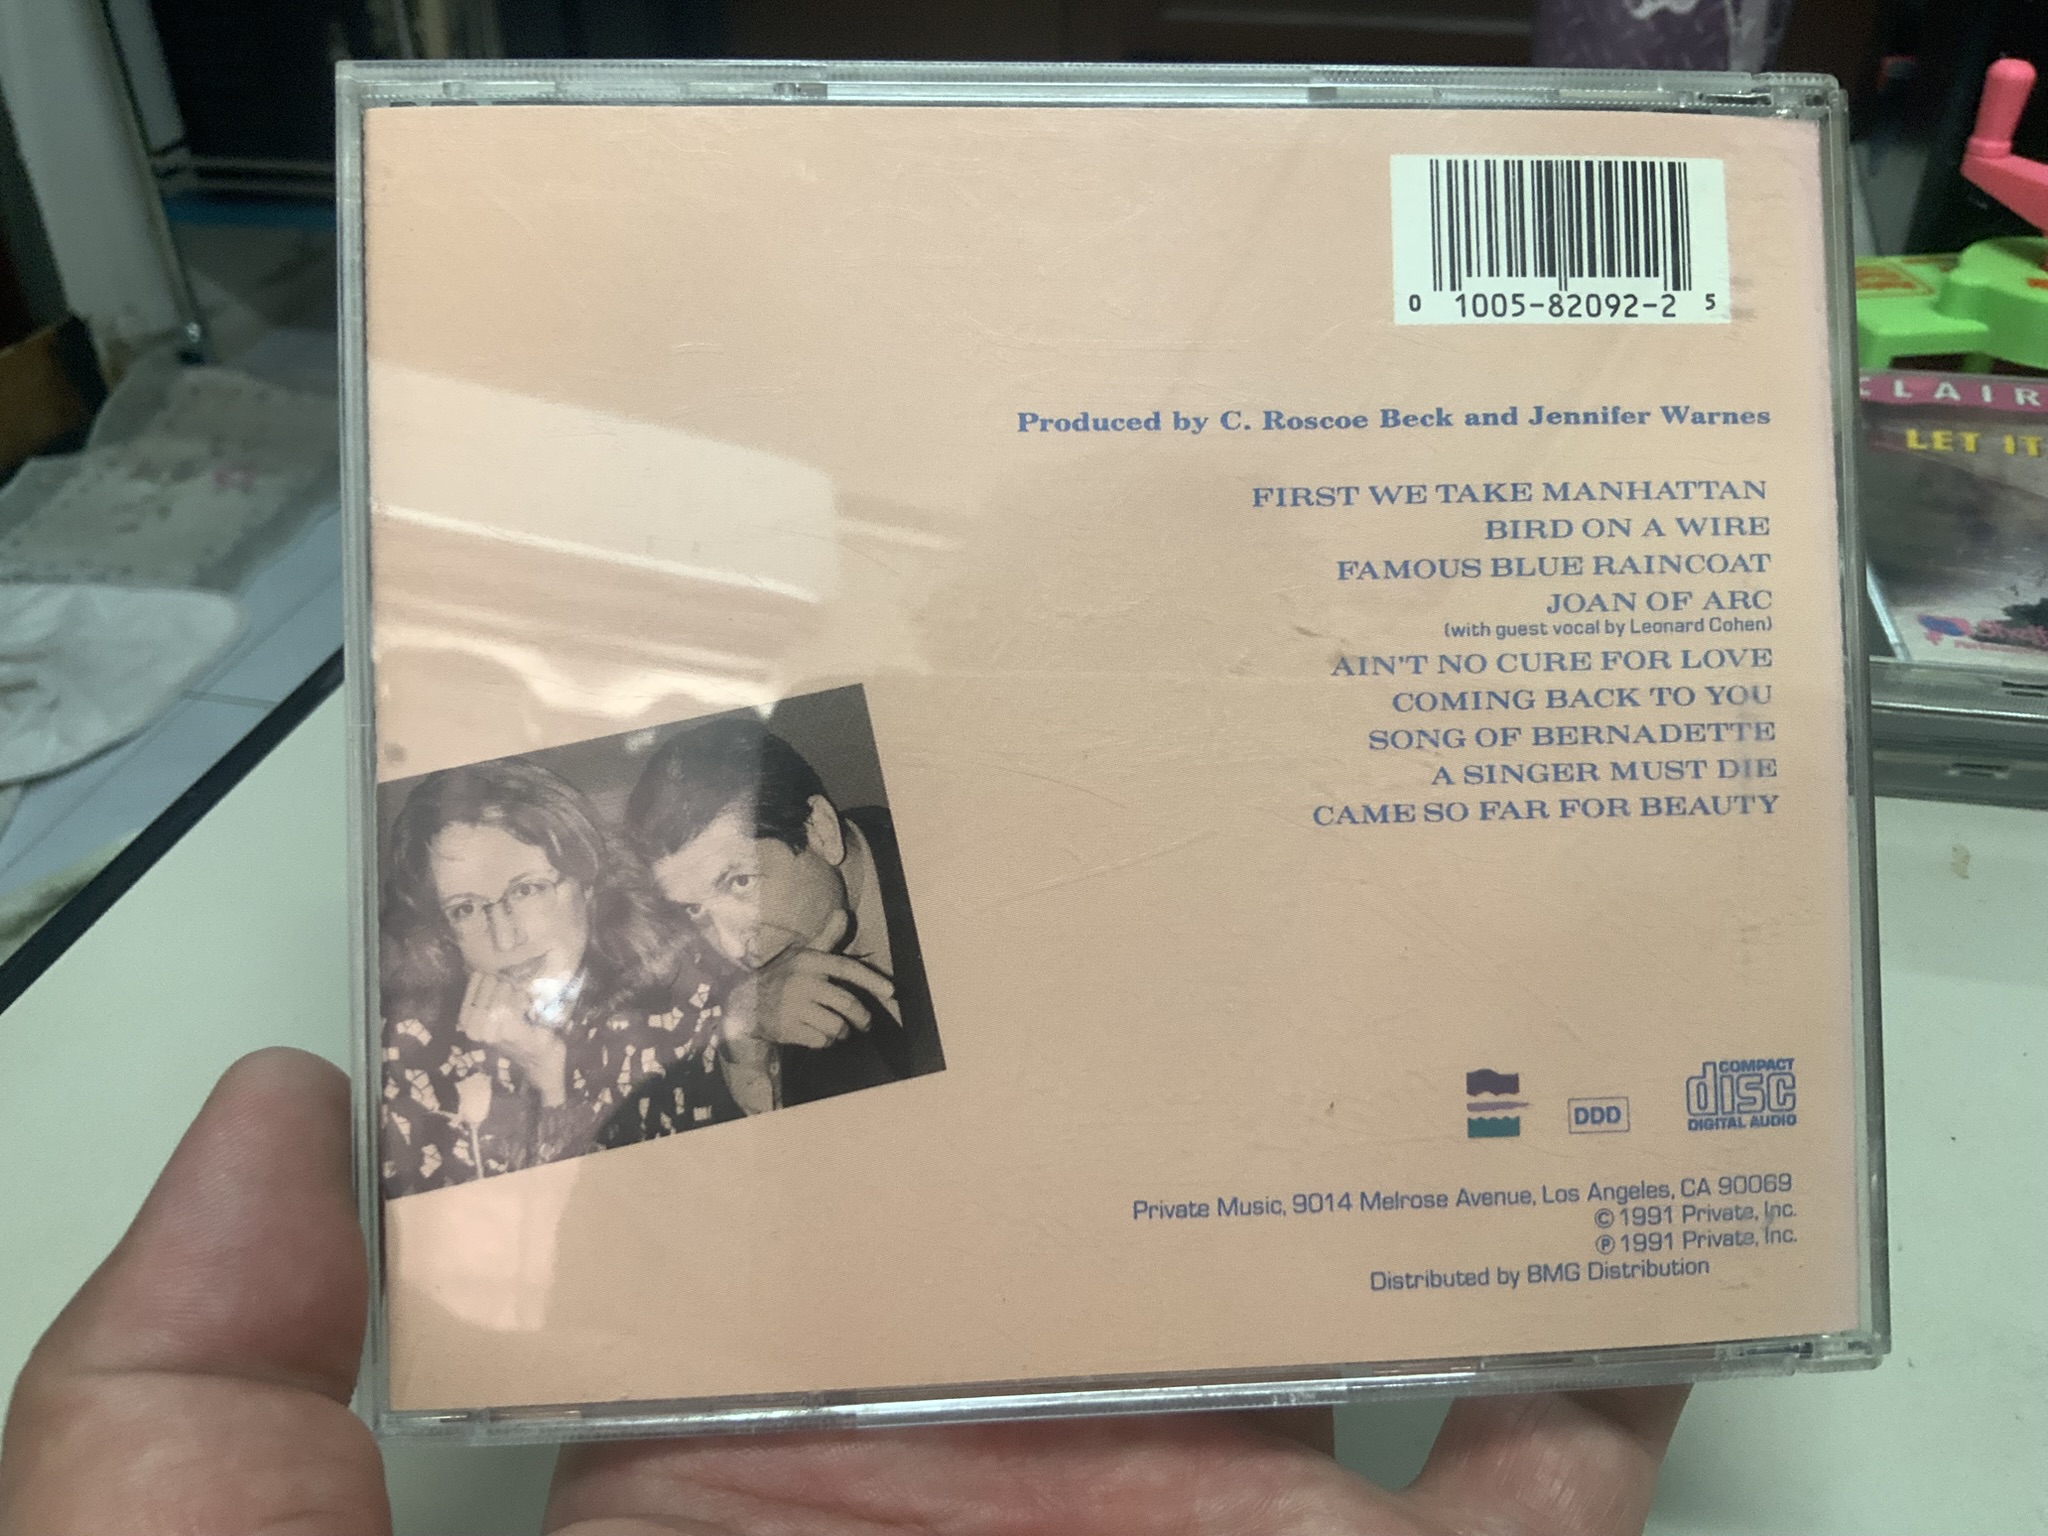 0 1005-82092-2 5
Produced by C. Roscoe Beck and Jennifer Warnes
FIRST WE TAKE MANHATTAN
BIRD ON A WIRE
FAMOUS BLUE RAINCOAT
JOAN OF ARC
(with guest vocal by Leonard Cohen)
AIN'T NO CURE FOR LOVE
COMING BACK TO YOU
SONG OF BERNADETTE
A SINGER MUST DIE
CAME SO FAR FOR BEAUTY
DDD
COMPACT
disc
DIGITAL AUDIO
Private Music, 9014 Melrose Avenue, Los Angeles, CA 90069
© 1991 Private, Inc.
℗ 1991 Private, Inc.
Distributed by BMG Distribution
CLAIR
LET IT